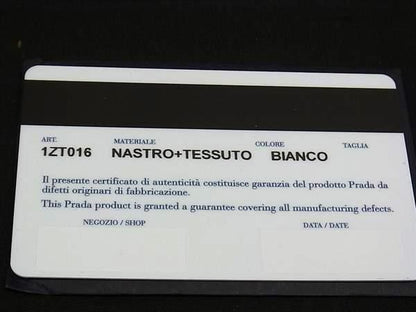 ART. MATERIALE COLORE TAGLIA
1ZT016 NASTRO+TESSUTO BIANCO
Il presente certificato di autenticità costituisce garanzia del prodotto Prada da
difetti originari di fabbricazione.
This Prada product is granted a guarantee covering all manufacturing defects.
NEGOZIO / SHOP DATA / DATE